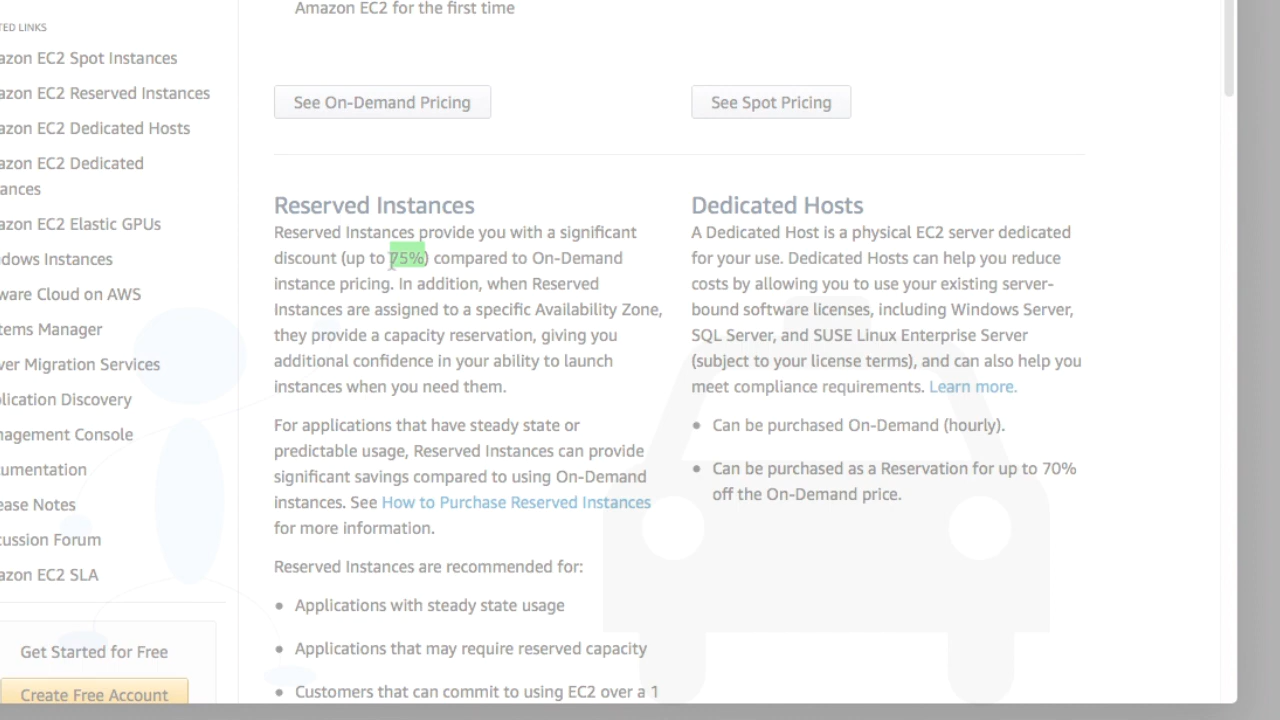 Amazon EC2 for the first time
TED LINKS
azon EC2 Spot Instances
azon EC2 Reserved Instances
azon EC2 Dedicated Hosts
azon EC2 Dedicated
ances
azon EC2 Elastic GPUs
dows Instances
ware Cloud on AWS
tems Manager
ver Migration Services
plication Discovery
nagement Console
cumentation
ease Notes
cussion Forum
azon EC2 SLA
Get Started for Free
Create Free Account
See On-Demand Pricing
See Spot Pricing
Reserved Instances
Reserved Instances provide you with a significant
discount (up to 75%) compared to On-Demand
instance pricing. In addition, when Reserved
Instances are assigned to a specific Availability Zone,
they provide a capacity reservation, giving you
additional confidence in your ability to launch
instances when you need them.
For applications that have steady state or
predictable usage, Reserved Instances can provide
significant savings compared to using On-Demand
instances. See How to Purchase Reserved Instances
for more information.
Reserved Instances are recommended for:
• Applications with steady state usage
• Applications that may require reserved capacity
• Customers that can commit to using EC2 over a 1
Dedicated Hosts
A Dedicated Host is a physical EC2 server dedicated
for your use. Dedicated Hosts can help you reduce
costs by allowing you to use your existing server-
bound software licenses, including Windows Server,
SQL Server, and SUSE Linux Enterprise Server
(subject to your license terms), and can also help you
meet compliance requirements. Learn more.
• Can be purchased On-Demand (hourly).
• Can be purchased as a Reservation for up to 70%
off the On-Demand price.